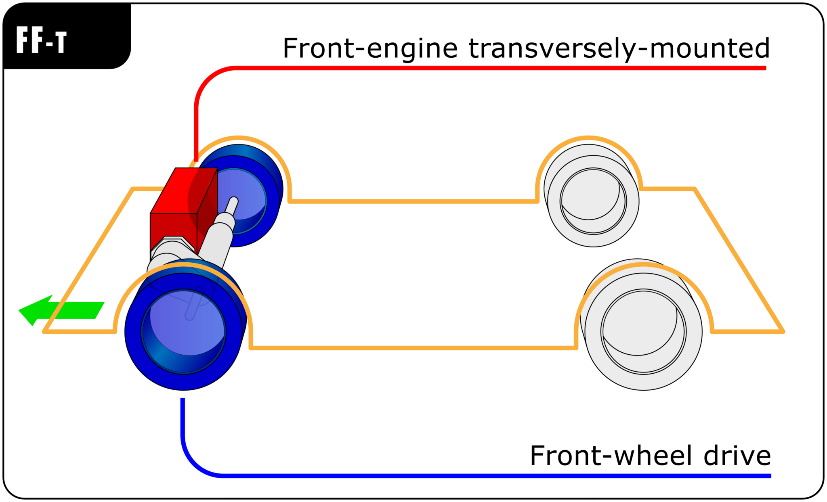 FF-T
Front-engine transversely-mounted
Front-wheel drive